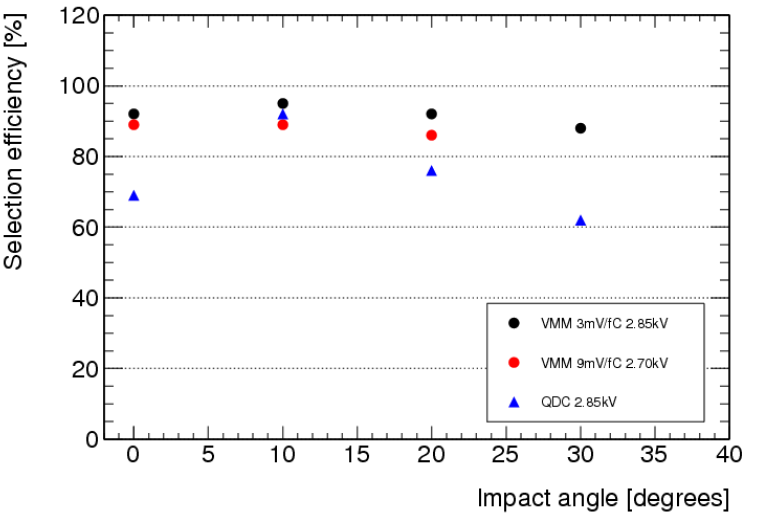 Selection efficiency [%]
120
100
80
60
40
20
0
VMM 3mV/fC 2.85kV
VMM 9mV/fC 2.70kV
QDC 2.85kV
0 5 10 15 20 25 30 35 40
Impact angle [degrees]